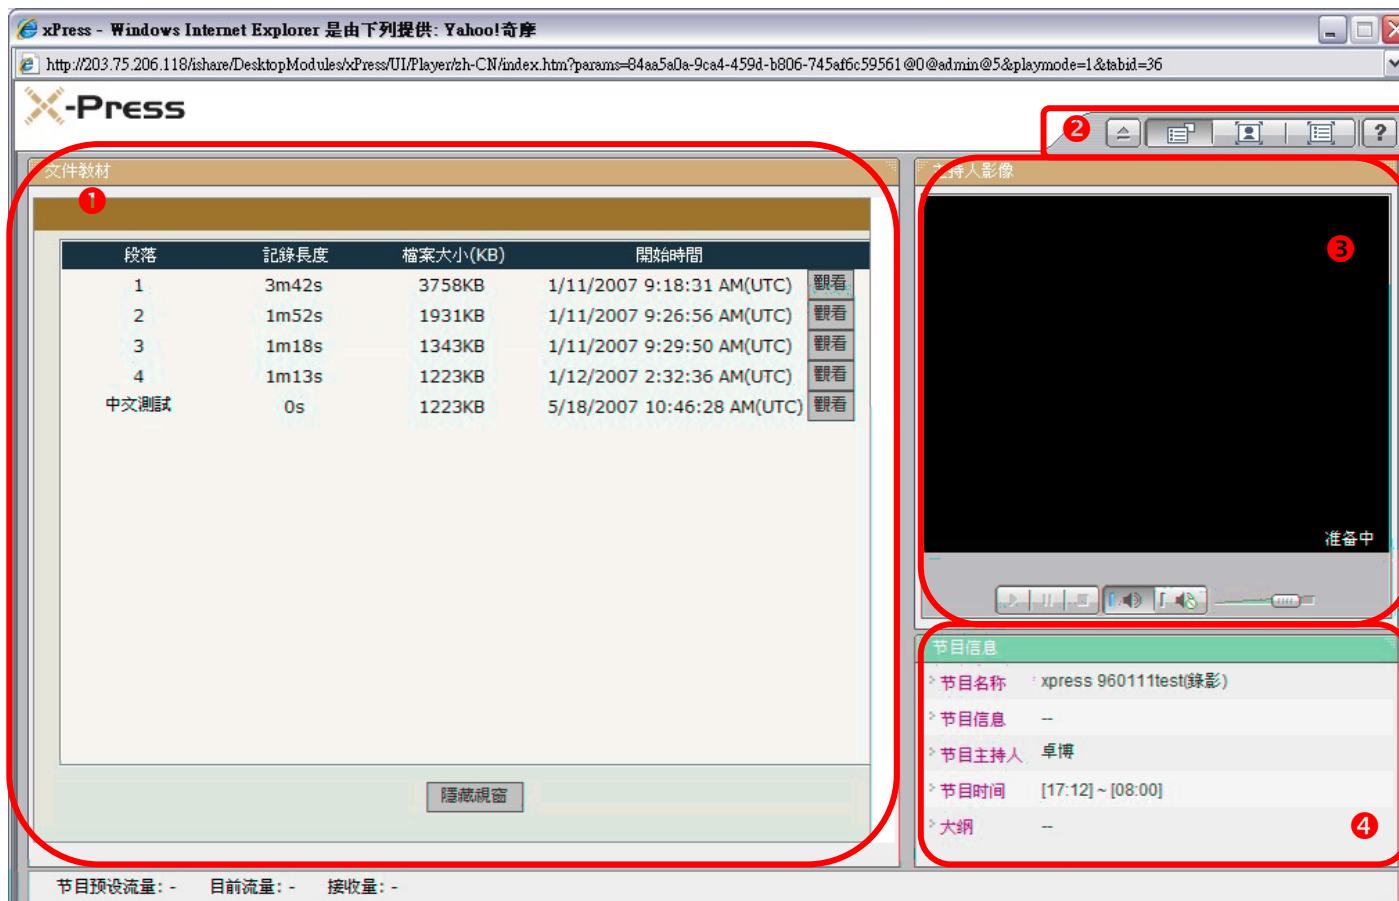 xPress - Windows Internet Explorer 是由下列提供: Yahoo!奇摩
http://203.75.206.118/ishare/DesktopModules/xPress/UI/Player/zh-CN/index.htm?params=84aa5a0a-9ca4-459d-b806-745af6c59561@0@admin@5&playmode=1&tabid=36
X-Press
2
?
文件教材
1
段落 記錄長度 檔案大小(KB) 開始時間
1 3m42s 3758KB 1/11/2007 9:18:31 AM(UTC) 觀看
2 1m52s 1931KB 1/11/2007 9:26:56 AM(UTC) 觀看
3 1m18s 1343KB 1/11/2007 9:29:50 AM(UTC) 觀看
4 1m13s 1223KB 1/12/2007 2:32:36 AM(UTC) 觀看
中文測試 0s 1223KB 5/18/2007 10:46:28 AM(UTC) 觀看
隱藏視窗
主持人影像
3
准备中
节目信息
节目名称 xpress 960111test(錄影)
节目信息 --
节目主持人 卓博
节目时间 [17:12] ~ [08:00]
大纲 --
4
节目预设流量: - 目前流量: - 接收量: -